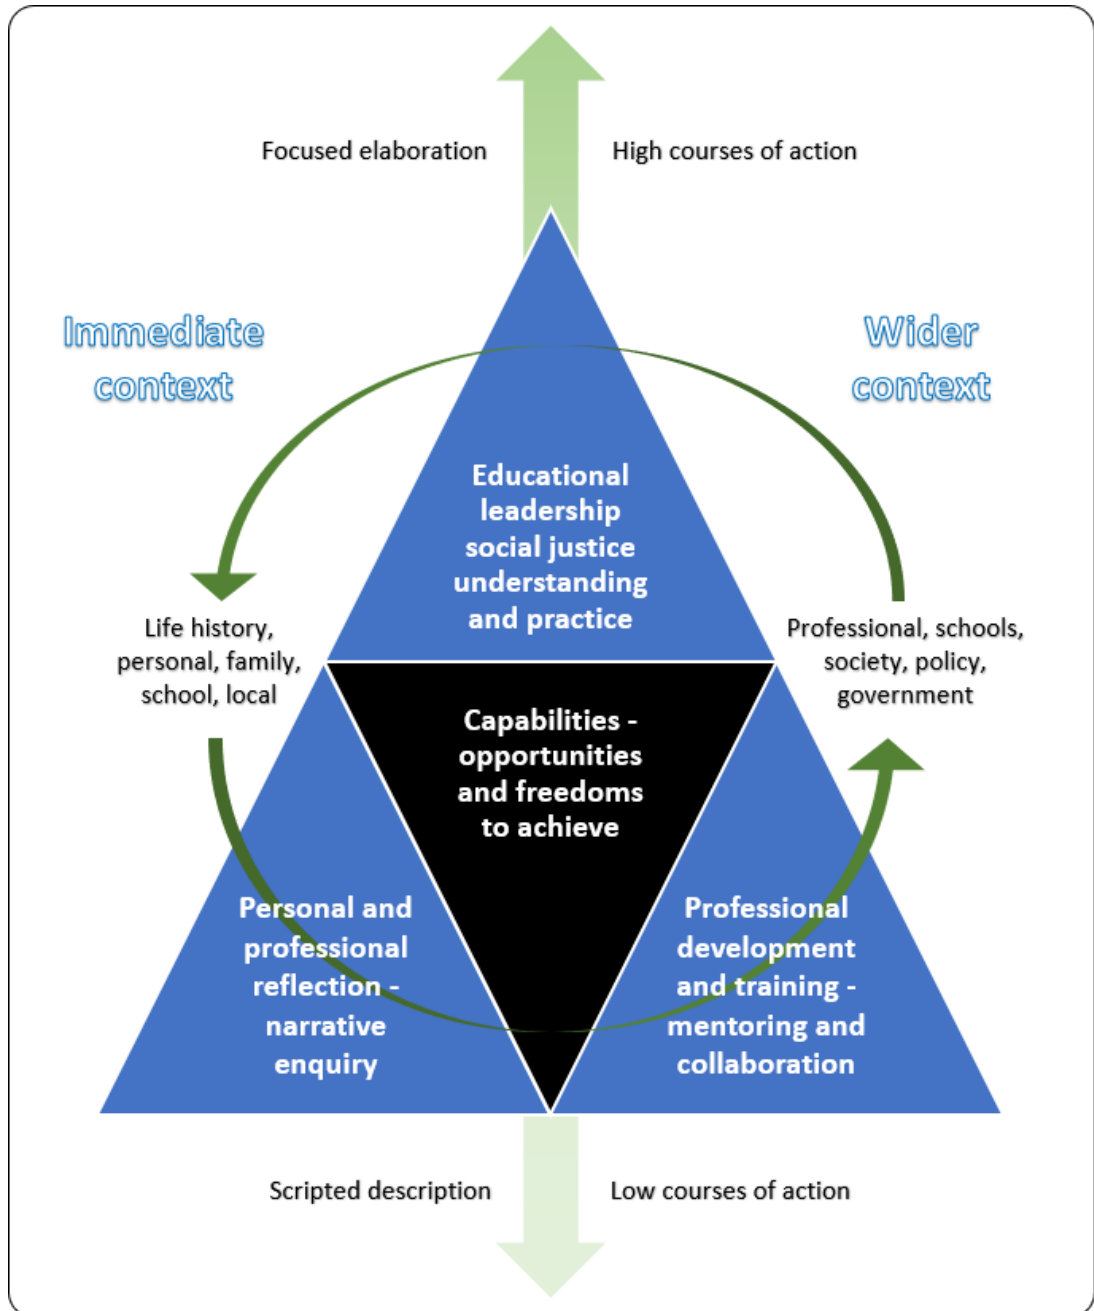 Focused elaboration
High courses of action
Immediate
context
Wider
context
Educational
leadership
social justice
understanding
and practice
Life history,
personal, family,
school, local
Professional, schools,
society, policy,
government
Capabilities -
opportunities
and freedoms
to achieve
Personal and
professional
reflection -
narrative
enquiry
Professional
development
and training -
mentoring and
collaboration
Scripted description
Low courses of action